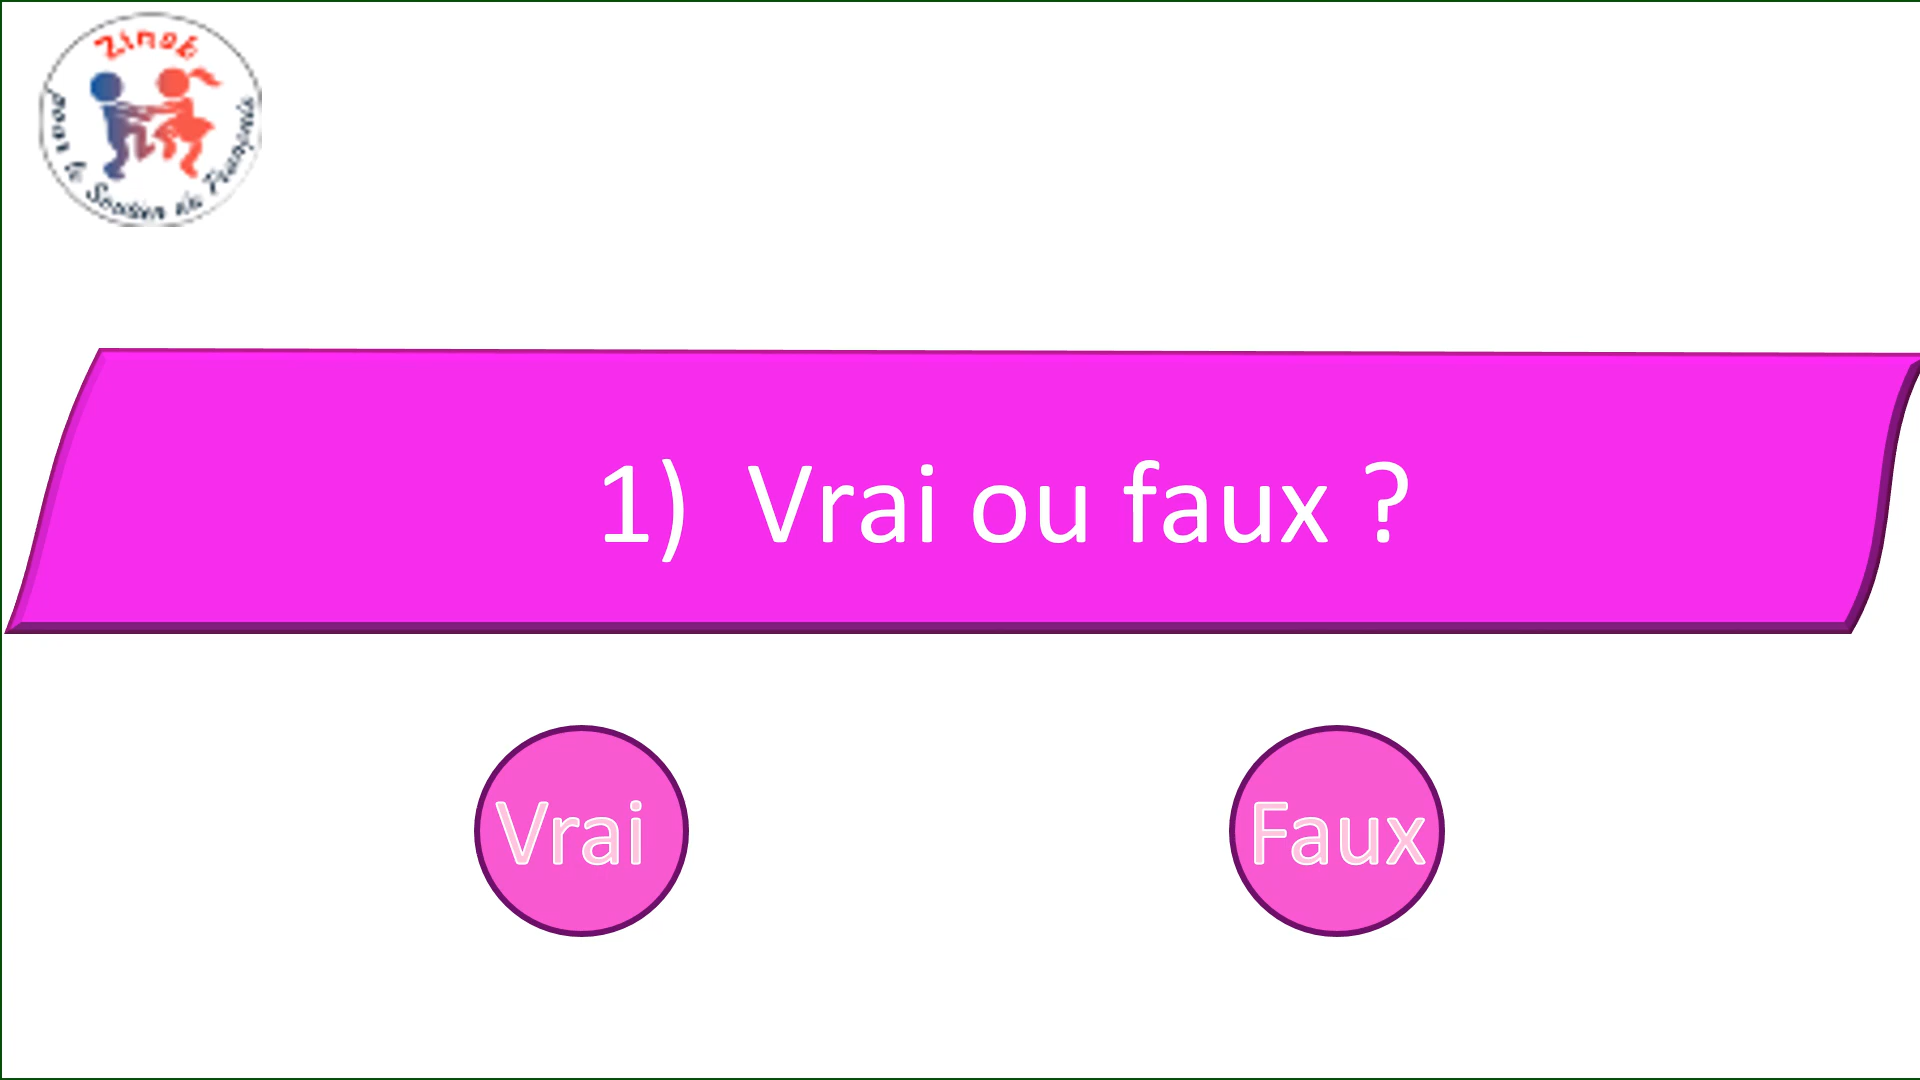 Zinob
pour le Soutien du Français
1) Vrai ou faux ?
Vrai
Faux